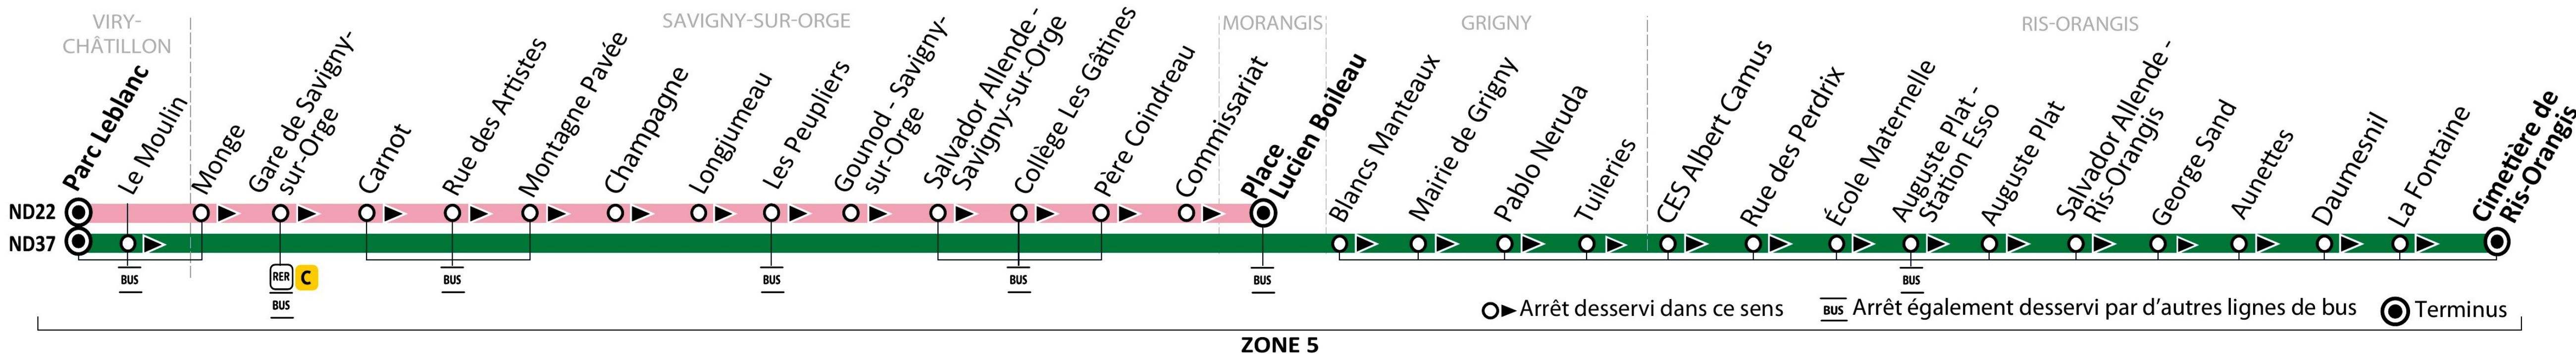 VIRY-
CHÂTILLON
SAVIGNY-SUR-ORGE
MORANGIS
GRIGNY
RIS-ORANGIS
Parc Leblanc
Le Moulin
Monge
Gare de Savigny-
sur-Orge
Carnot
Rue des Artistes
Montagne Pavée
Champagne
Longjumeau
Les Peupliers
Gounod - Savigny-
sur-Orge
Salvador Allende -
Savigny-sur-Orge
Collège Les Gâtines
Père Coindreau
Commissariat
Place
Lucien Boileau
Blancs Manteaux
Mairie de Grigny
Pablo Neruda
Tuileries
CES Albert Camus
Rue des Perdrix
École Maternelle
Auguste Plat -
Station Esso
Auguste Plat
Salvador Allende -
Ris-Orangis
George Sand
Aunettes
Daumesnil
La Fontaine
Cimetière de
Ris-Orangis
ND22
ND37
BUS
RER C
BUS
BUS
BUS
BUS
BUS
BUS
Arrêt desservi dans ce sens
BUS Arrêt également desservi par d'autres lignes de bus
Terminus
ZONE 5